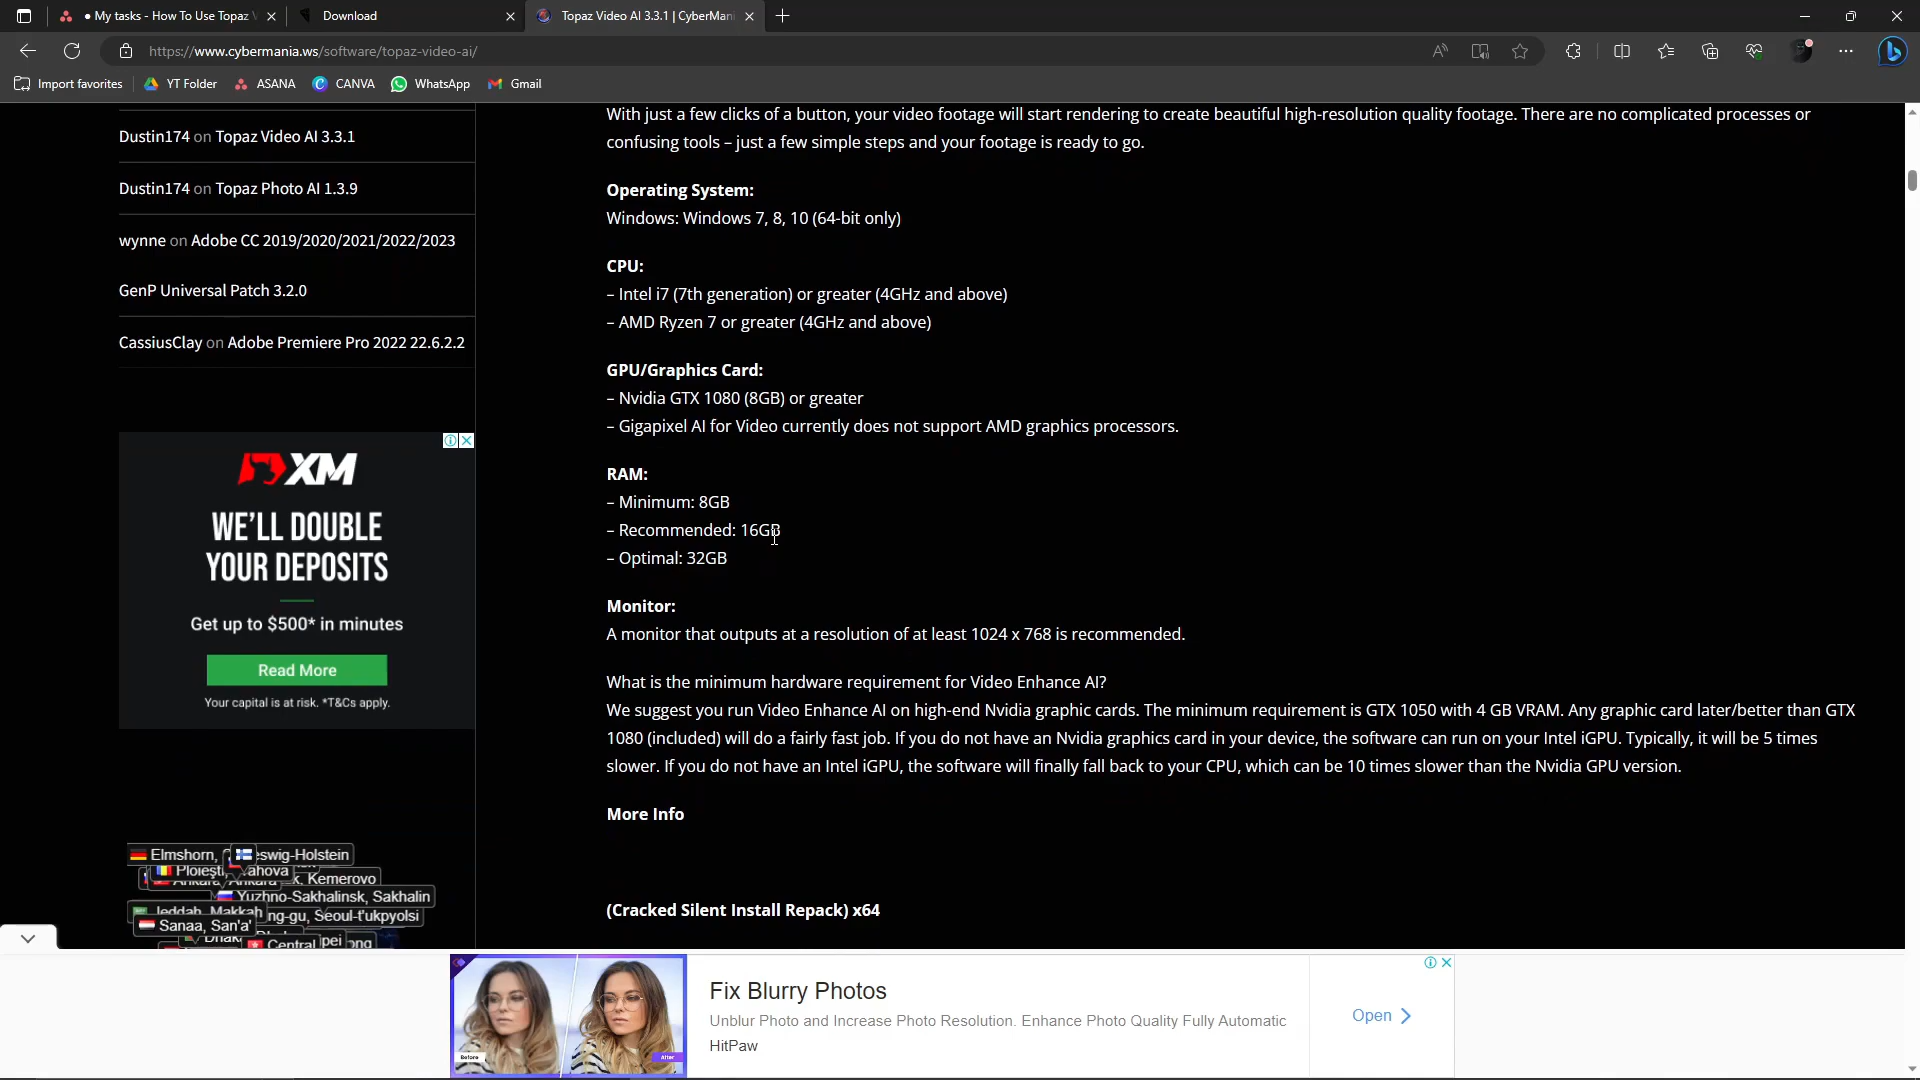 My tasks - How To Use Topaz
Download
Topaz Video AI 3.3.1 | CyberMani
https://www.cybermania.ws/software/topaz-video-ai/
Import favorites
YT Folder
ASANA
CANVA
WhatsApp
Gmail
Dustin174 on Topaz Video AI 3.3.1
Dustin174 on Topaz Photo AI 1.3.9
wynne on Adobe CC 2019/2020/2021/2022/2023
GenP Universal Patch 3.2.0
CassiusClay on Adobe Premiere Pro 2022 22.6.2.2
XM
WE'LL DOUBLE
YOUR DEPOSITS
Get up to $500* in minutes
Read More
Your capital is at risk. *T&Cs apply.
Elmshorn,
eswig-Holstein
Ploieşti,
ahova
k, Kemerovo
Yuzhno-Sakhalinsk, Sakhalin
Jeddah, Makkah
ng-gu, Seoul-t'ukpyolsi
Sanaa, San'a'
Central
With just a few clicks of a button, your video footage will start rendering to create beautiful high-resolution quality footage. There are no complicated processes or
confusing tools – just a few simple steps and your footage is ready to go.
Operating System:
Windows: Windows 7, 8, 10 (64-bit only)
CPU:
– Intel i7 (7th generation) or greater (4GHz and above)
– AMD Ryzen 7 or greater (4GHz and above)
GPU/Graphics Card:
– Nvidia GTX 1080 (8GB) or greater
– Gigapixel AI for Video currently does not support AMD graphics processors.
RAM:
– Minimum: 8GB
– Recommended: 16GB
– Optimal: 32GB
Monitor:
A monitor that outputs at a resolution of at least 1024 x 768 is recommended.
What is the minimum hardware requirement for Video Enhance AI?
We suggest you run Video Enhance AI on high-end Nvidia graphic cards. The minimum requirement is GTX 1050 with 4 GB VRAM. Any graphic card later/better than GTX
1080 (included) will do a fairly fast job. If you do not have an Nvidia graphics card in your device, the software can run on your Intel iGPU. Typically, it will be 5 times
slower. If you do not have an Intel iGPU, the software will finally fall back to your CPU, which can be 10 times slower than the Nvidia GPU version.
More Info
(Cracked Silent Install Repack) x64
Before
After
Fix Blurry Photos
Unblur Photo and Increase Photo Resolution. Enhance Photo Quality Fully Automatic
HitPaw
Open